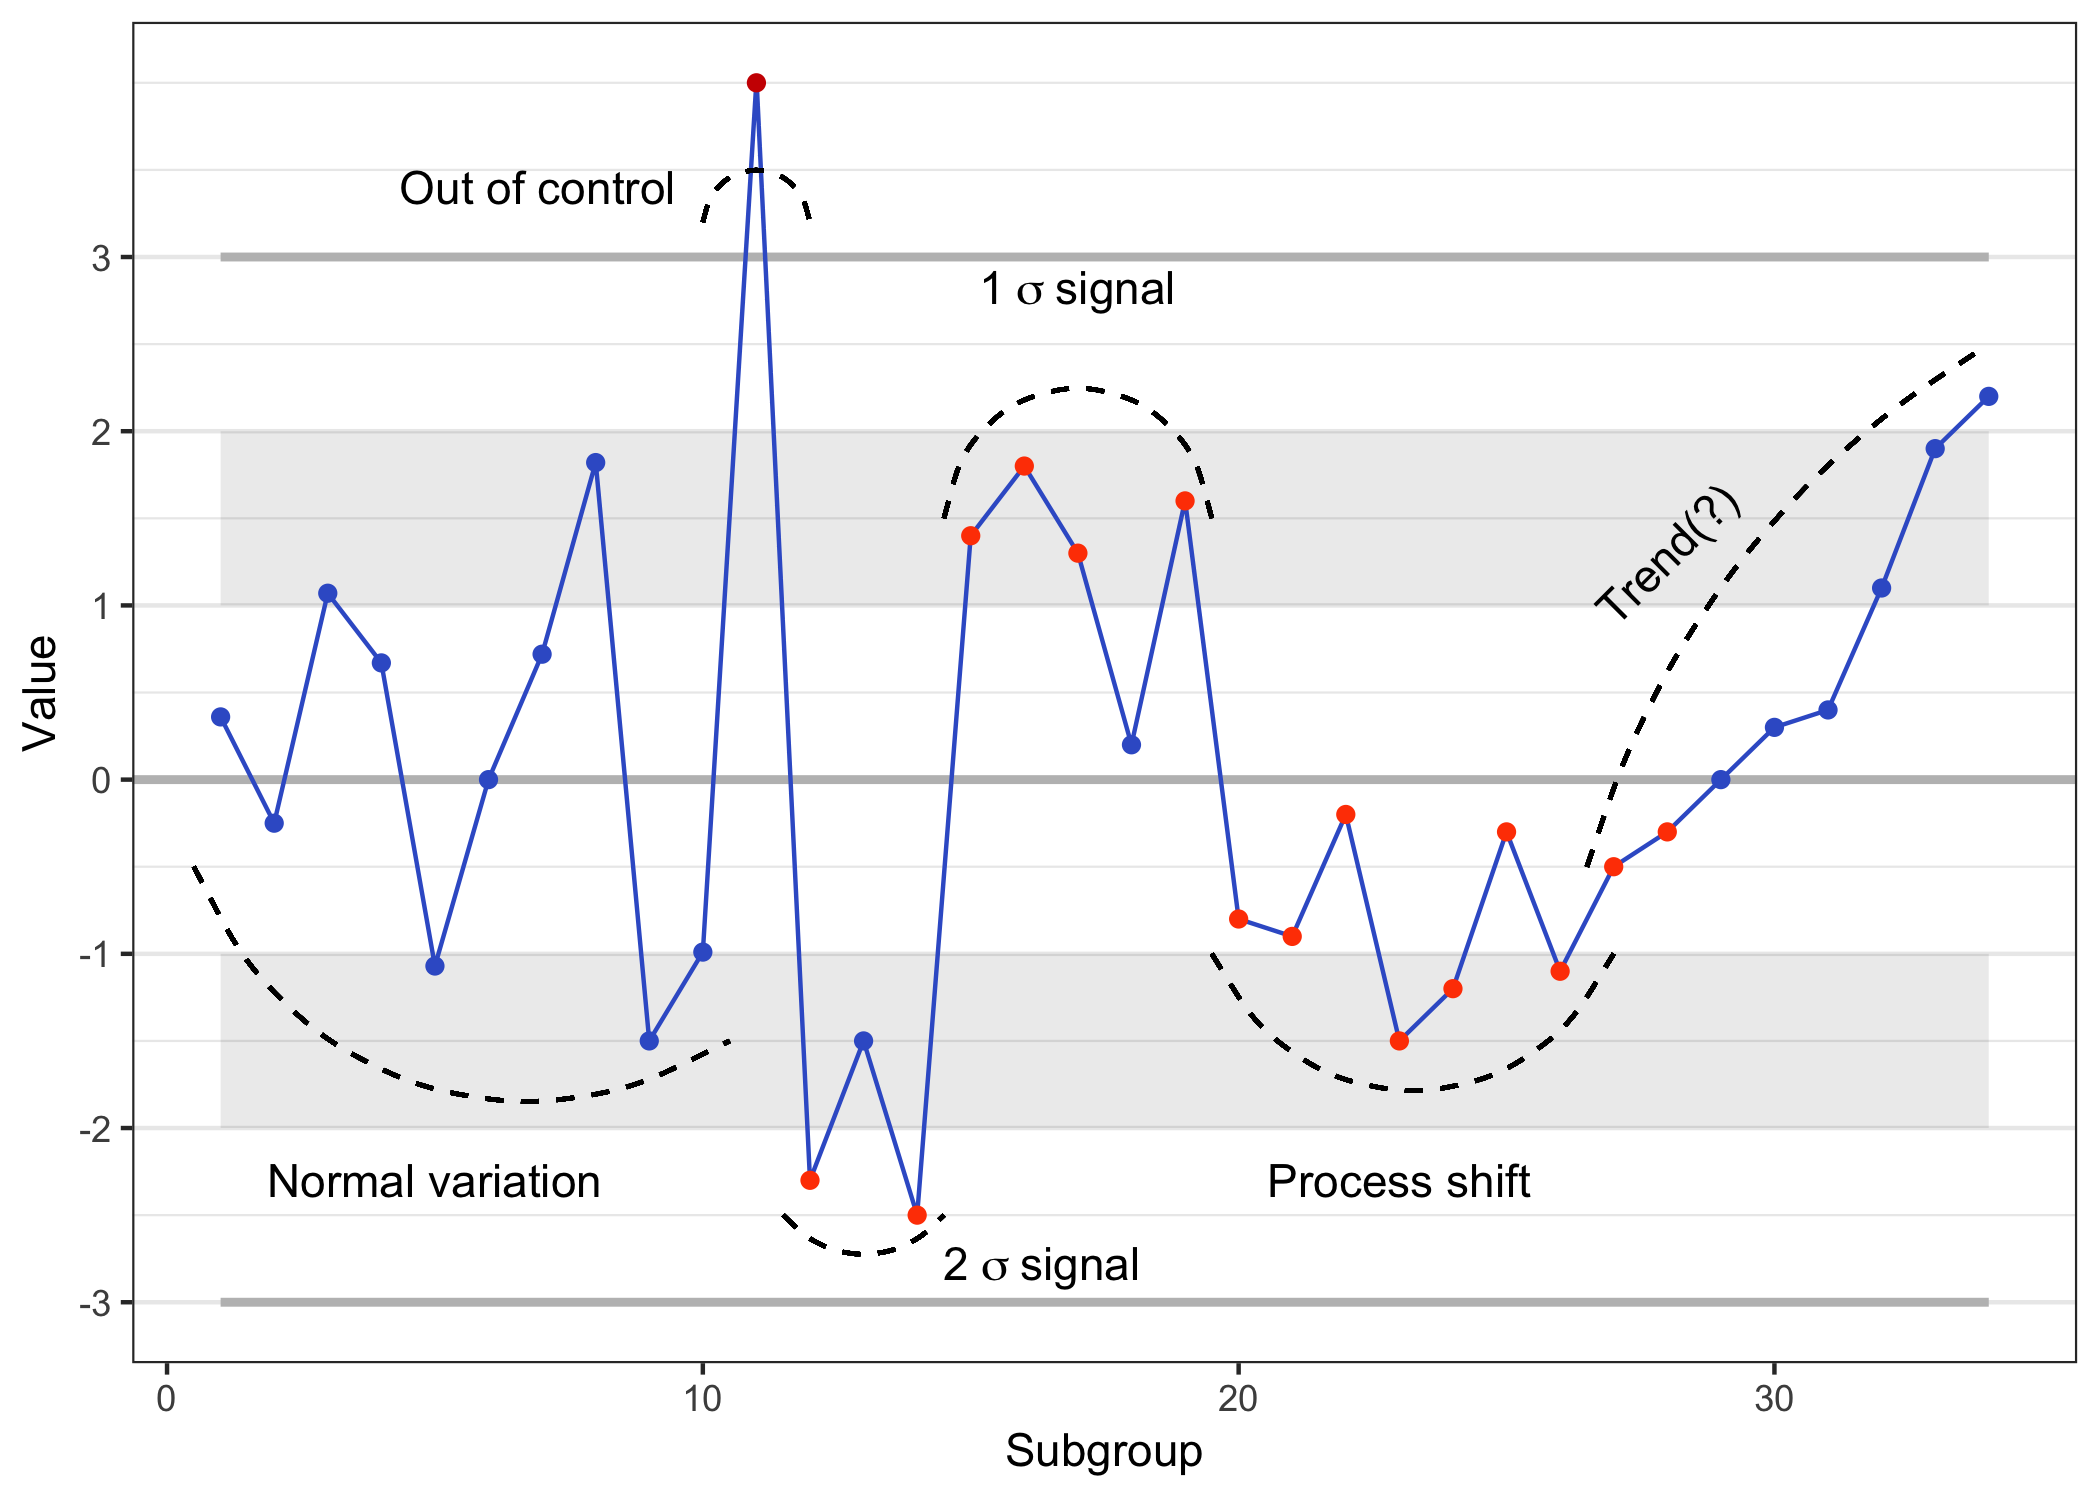 Out of control
3
1 σ signal
2
Trend(?)
1
Value
0
-1
-2
Normal variation
Process shift
2 σ signal
-3
0
10
20
30
Subgroup